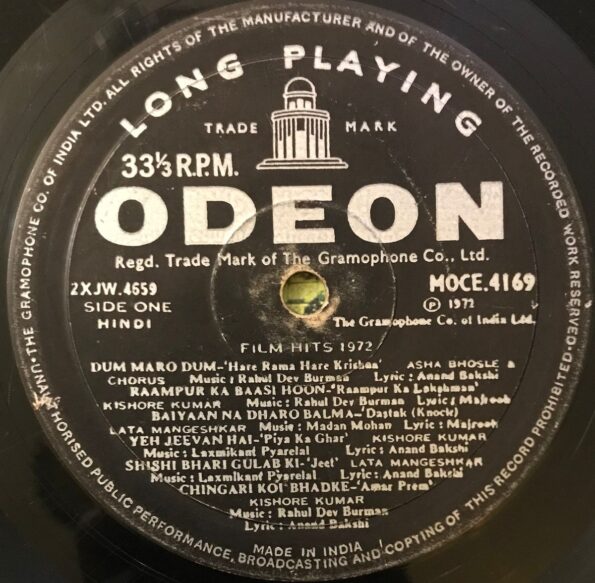 THE GRAMOPHONE CO. OF INDIA LTD. ALL RIGHTS OF THE MANUFACTURER AND OF THE OWNER OF THE RECORDED WORK RESERVED. UNAUTHORISED PUBLIC PERFORMANCE, BROADCASTING AND COPYING OF THIS RECORD PROHIBITED.
LONG PLAYING
TRADE MARK
33⅓ R.P.M.
ODEON
Regd. Trade Mark of The Gramophone Co., Ltd.
2XJW.4659 MOCE.4169
SIDE ONE ℗ 1972
HINDI The Gramophone Co. of India Ltd.
FILM HITS 1972
DUM MARO DUM-'Hare Rama Hare Krishna' ASHA BHOSLE &
CHORUS Music: Rahul Dev Burman Lyric: Anand Bakshi
RAAMPUR KA BAASI HOON-'Raampur Ka Lakshman'
KISHORE KUMAR Music: Rahul Dev Burman Lyric: Majrooh
BAIYAAN NA DHARO BALMA-'Dastak (Knock)
LATA MANGESHKAR Music: Madan Mohan Lyric: Majrooh
YEH JEEVAN HAI-'Piya Ka Ghar' KISHORE KUMAR
Music: Laxmikant Pyarelal Lyric: Anand Bakshi
SHISHI BHARI GULAB KI-'Jeet' LATA MANGESHKAR
Music: Laxmikant Pyarelal Lyric: Anand Bakshi
CHINGARI KOI BHADKE-'Amar Prem'
KISHORE KUMAR
Music: Rahul Dev Burman
Lyric: Anand Bakshi
MADE IN INDIA